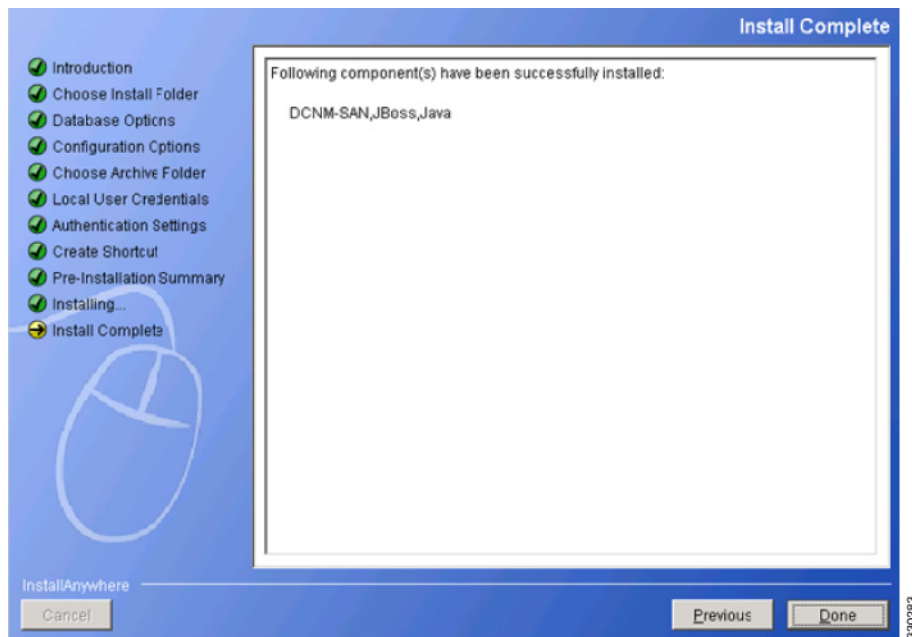 Install Complete
Introduction
Choose Install Folder
Database Options
Configuration Options
Choose Archive Folder
Local User Credentials
Authentication Settings
Create Shortcut
Pre-Installation Summary
Installing...
Install Complete
Following component(s) have been successfully installed:
DCNM-SAN,JBoss,Java
InstallAnywhere
Cancel
Previous
Done